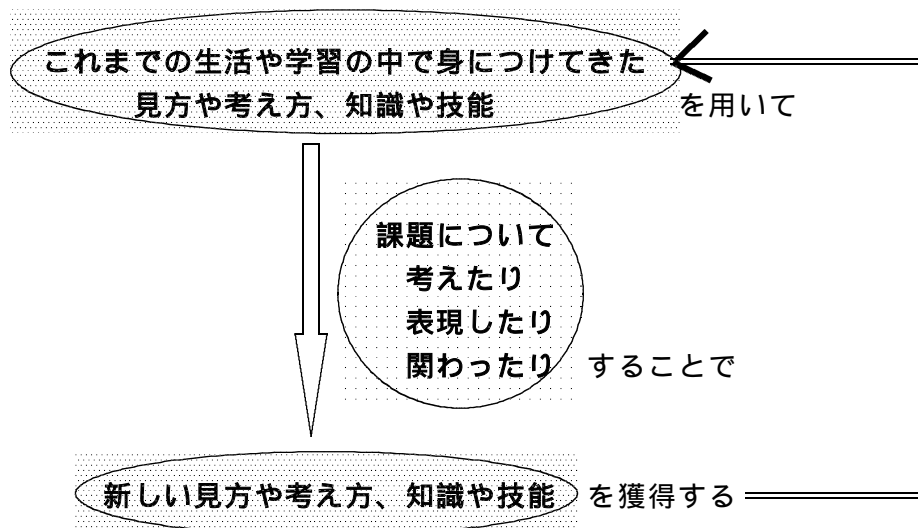 これまでの生活や学習の中で身につけてきた
見方や考え方、知識や技能 を用いて
課題について
考えたり
表現したり
関わったり することで
新しい見方や考え方、知識や技能 を獲得する